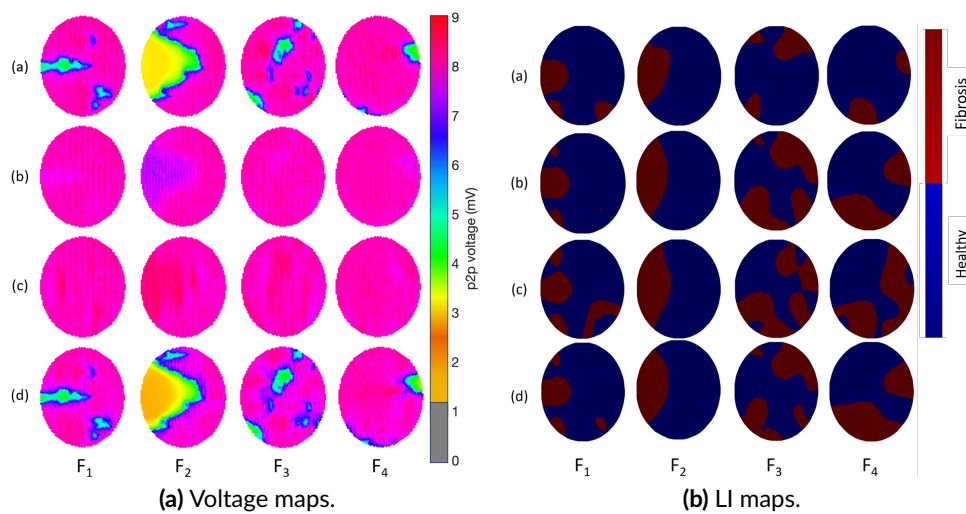 (a)
(b)
(c)
(d)
F1 F2 F3 F4
9
8
7
6
5
4
3
2
1
0
p2p voltage (mV)
(a) Voltage maps.
(a)
(b)
(c)
(d)
F1 F2 F3 F4
Fibrosis
Healthy
(b) LI maps.